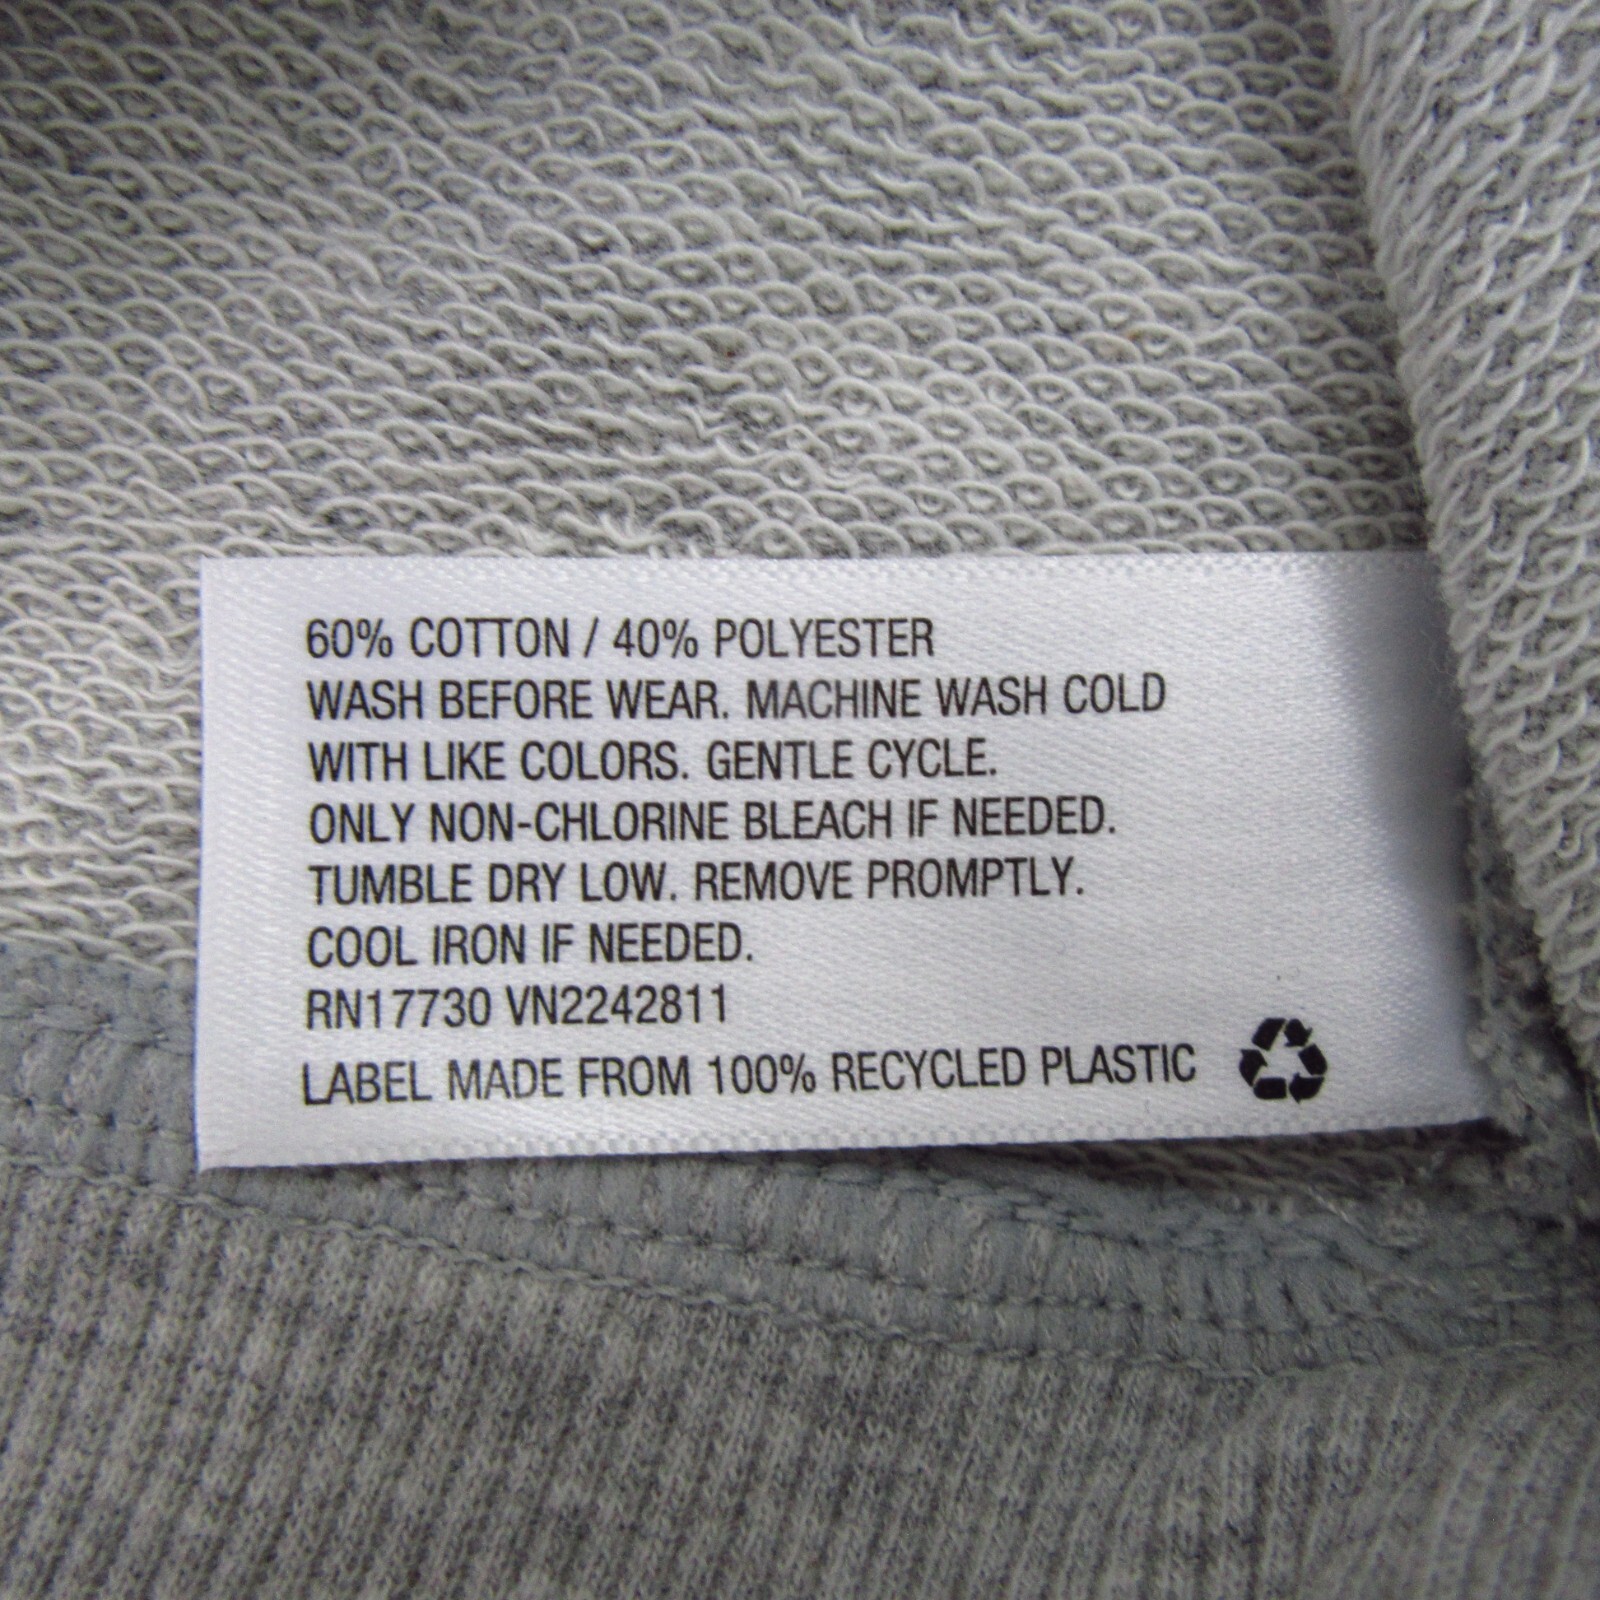 60% COTTON / 40% POLYESTER
WASH BEFORE WEAR. MACHINE WASH COLD
WITH LIKE COLORS. GENTLE CYCLE.
ONLY NON-CHLORINE BLEACH IF NEEDED.
TUMBLE DRY LOW. REMOVE PROMPTLY.
COOL IRON IF NEEDED.
RN17730 VN2242811
LABEL MADE FROM 100% RECYCLED PLASTIC